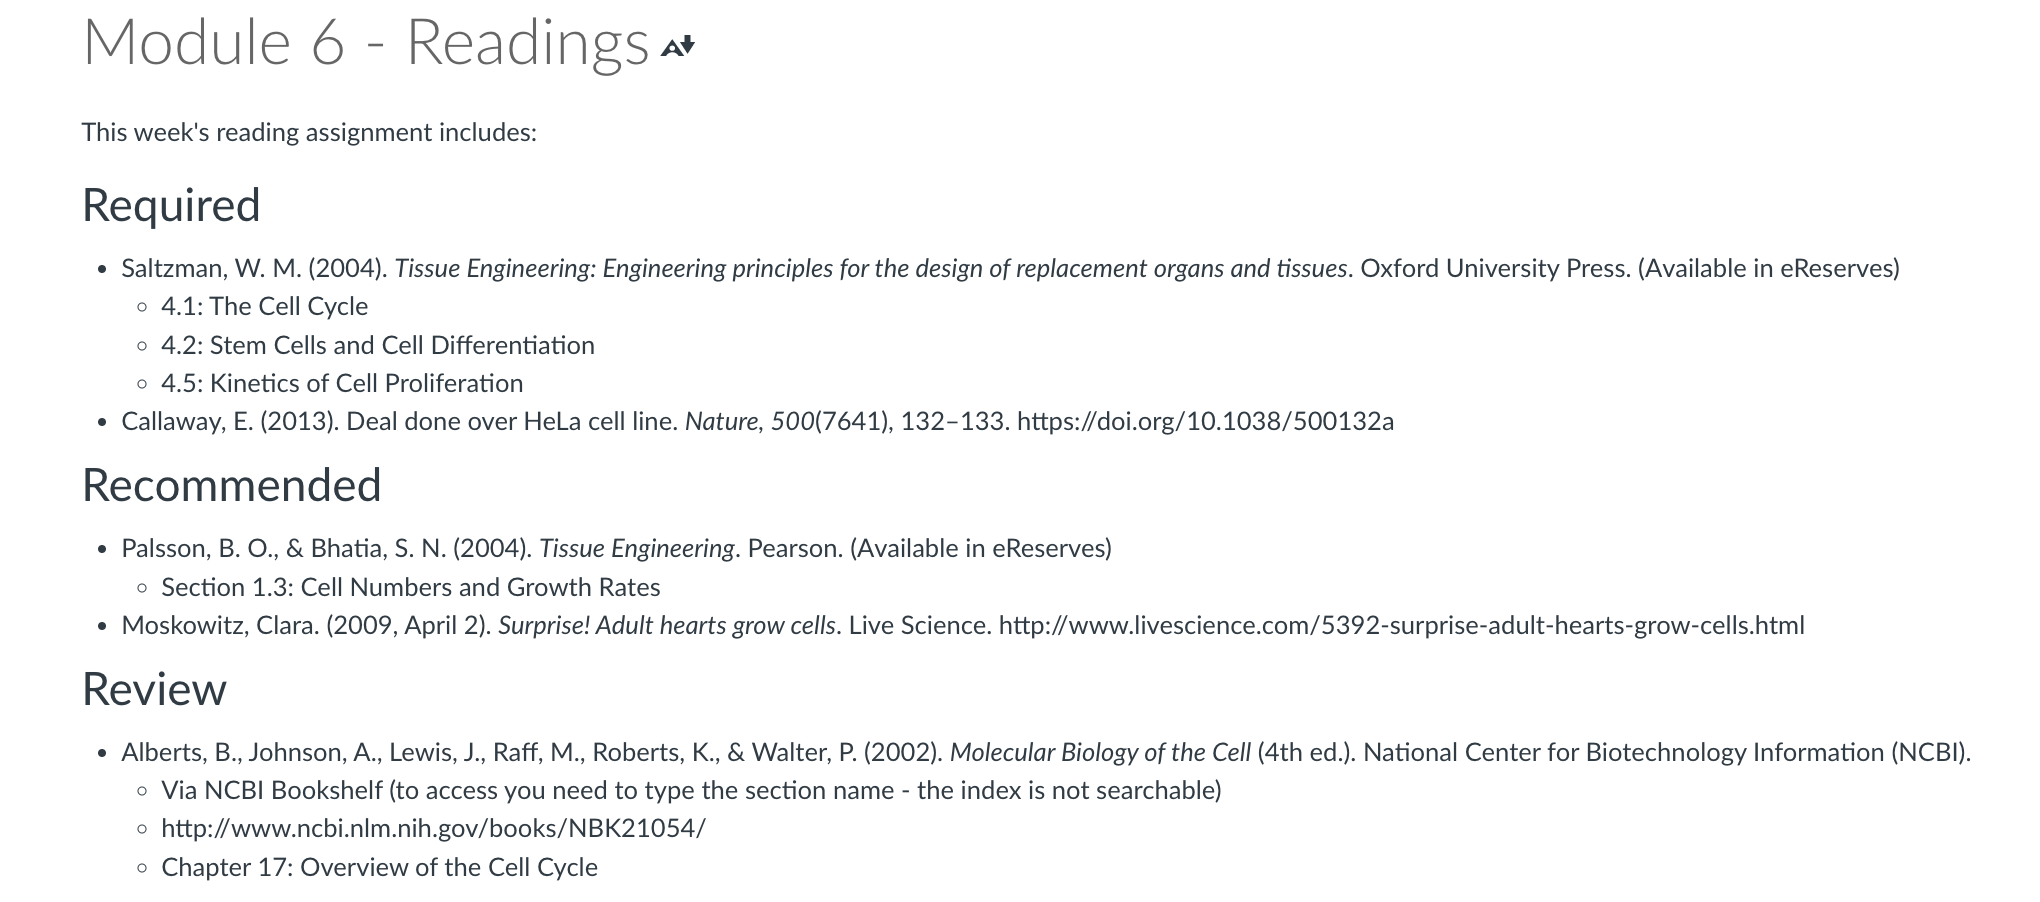 Module 6 - Readings
This week's reading assignment includes:
Required
• Saltzman, W. M. (2004). Tissue Engineering: Engineering principles for the design of replacement organs and tissues. Oxford University Press. (Available in eReserves)
◦ 4.1: The Cell Cycle
◦ 4.2: Stem Cells and Cell Differentiation
◦ 4.5: Kinetics of Cell Proliferation
• Callaway, E. (2013). Deal done over HeLa cell line. Nature, 500(7641), 132–133. https://doi.org/10.1038/500132a
Recommended
• Palsson, B. O., & Bhatia, S. N. (2004). Tissue Engineering. Pearson. (Available in eReserves)
◦ Section 1.3: Cell Numbers and Growth Rates
• Moskowitz, Clara. (2009, April 2). Surprise! Adult hearts grow cells. Live Science. http://www.livescience.com/5392-surprise-adult-hearts-grow-cells.html
Review
• Alberts, B., Johnson, A., Lewis, J., Raff, M., Roberts, K., & Walter, P. (2002). Molecular Biology of the Cell (4th ed.). National Center for Biotechnology Information (NCBI).
◦ Via NCBI Bookshelf (to access you need to type the section name - the index is not searchable)
◦ http://www.ncbi.nlm.nih.gov/books/NBK21054/
◦ Chapter 17: Overview of the Cell Cycle